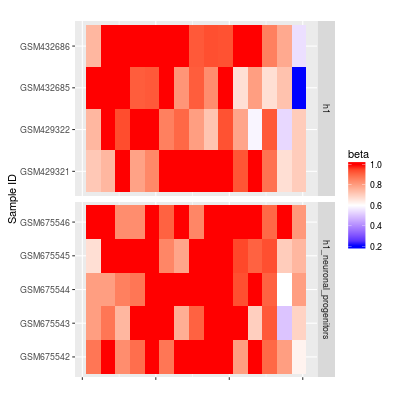 Sample ID
GSM432686
GSM432685
GSM429322
GSM429321
h1
GSM675546
GSM675545
GSM675544
GSM675543
GSM675542
h1_neuronal_progenitors
beta
1.0
0.8
0.6
0.4
0.2